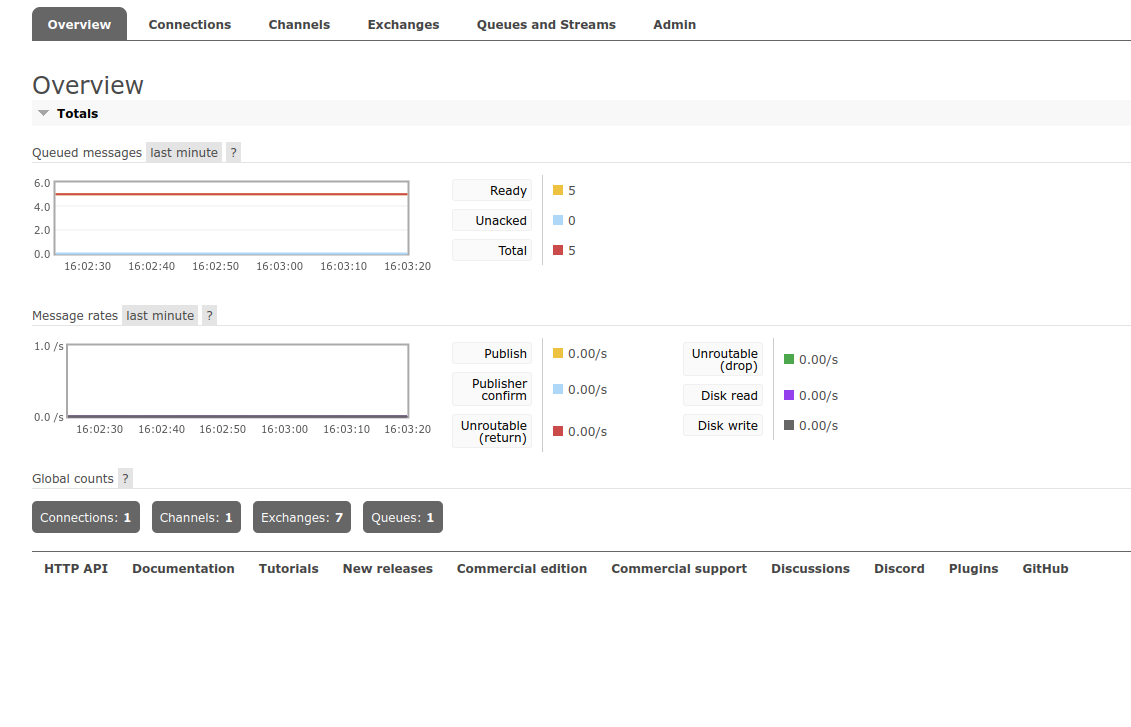 Overview Connections Channels Exchanges Queues and Streams Admin
Overview
Totals
Queued messages last minute ?
6.0
4.0
2.0
0.0
16:02:30 16:02:40 16:02:50 16:03:00 16:03:10 16:03:20
Ready 5
Unacked 0
Total 5
Message rates last minute ?
1.0 /s
0.0 /s
16:02:30 16:02:40 16:02:50 16:03:00 16:03:10 16:03:20
Publish 0.00/s
Publisher
confirm 0.00/s
Unroutable
(return) 0.00/s
Unroutable
(drop) 0.00/s
Disk read 0.00/s
Disk write 0.00/s
Global counts ?
Connections: 1 Channels: 1 Exchanges: 7 Queues: 1
HTTP API Documentation Tutorials New releases Commercial edition Commercial support Discussions Discord Plugins GitHub